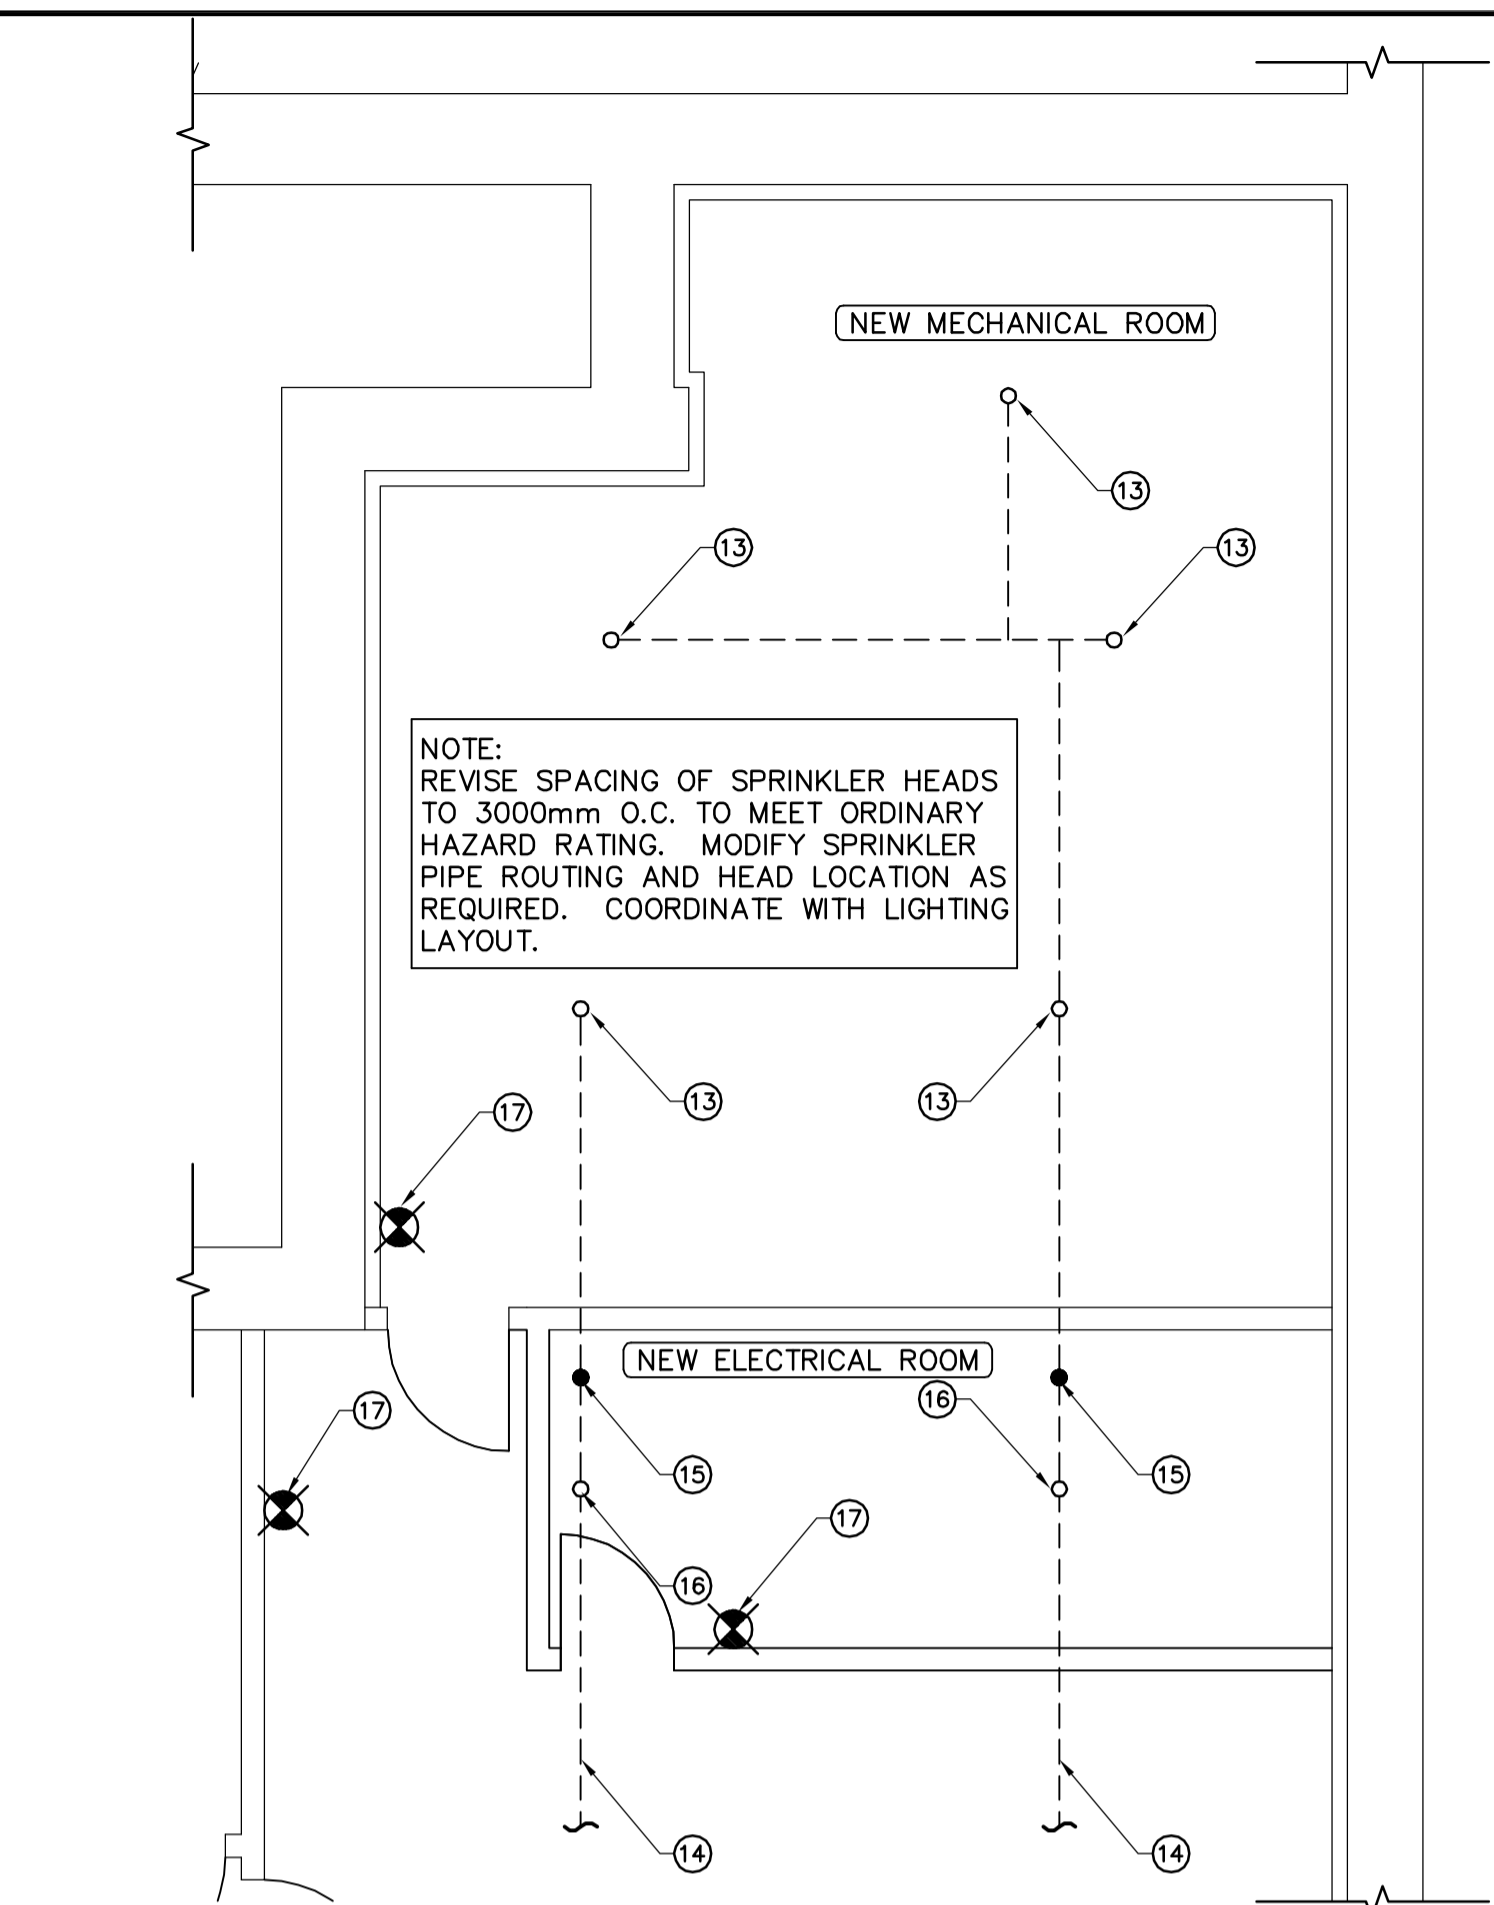 NEW MECHANICAL ROOM
13
13
13
NOTE:
REVISE SPACING OF SPRINKLER HEADS
TO 3000mm O.C. TO MEET ORDINARY
HAZARD RATING. MODIFY SPRINKLER
PIPE ROUTING AND HEAD LOCATION AS
REQUIRED. COORDINATE WITH LIGHTING
LAYOUT.
13
13
17
NEW ELECTRICAL ROOM
16
17
15
15
17
16
14
14